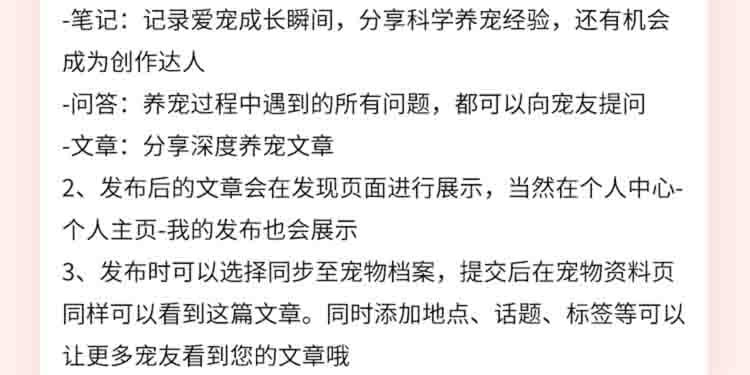 -笔记：记录爱宠成长瞬间，分享科学养宠经验，还有机会
成为创作达人
-问答：养宠过程中遇到的所有问题，都可以向宠友提问
-文章：分享深度养宠文章
2、发布后的文章会在发现页面进行展示，当然在个人中心-
个人主页-我的发布也会展示
3、发布时可以选择同步至宠物档案，提交后在宠物资料页
同样可以看到这篇文章。同时添加地点、话题、标签等可以
让更多宠友看到您的文章哦